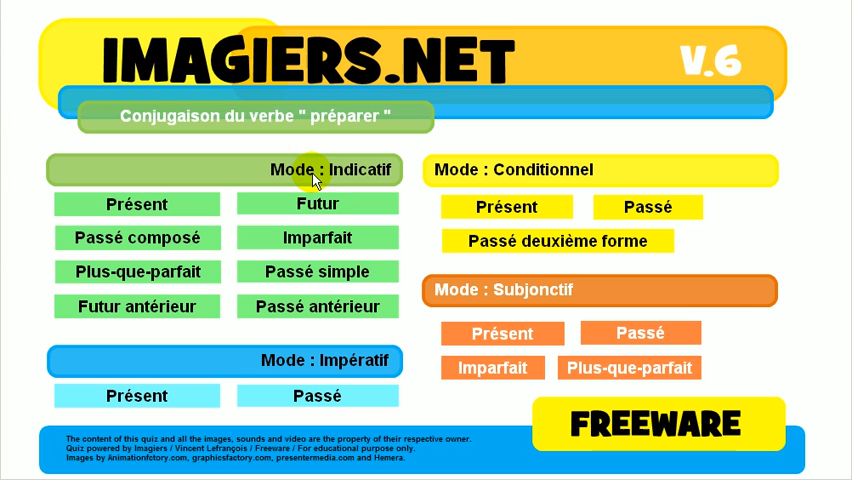 IMAGIERS.NET
V.6
Conjugaison du verbe " préparer "
Mode : Indicatif
Présent
Futur
Passé composé
Imparfait
Plus-que-parfait
Passé simple
Futur antérieur
Passé antérieur
Mode : Impératif
Présent
Passé
Mode : Conditionnel
Présent
Passé
Passé deuxième forme
Mode : Subjonctif
Présent
Passé
Imparfait
Plus-que-parfait
FREEWARE
The content of this quiz and all the images, sounds and video are the property of their respective owner.
Quiz powered by Imagiers / Vincent Lefrançois / Freeware / For educational purpose only.
Images by Animationfctory.com, graphicsfactory.com, presentermedia.com and Hemera.